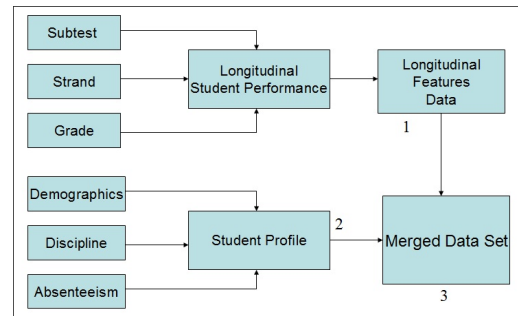 Subtest
Strand
Grade
Longitudinal
Student Performance
Longitudinal
Features
Data
1
Demographics
Discipline
Absenteeism
Student Profile
2
Merged Data Set
3